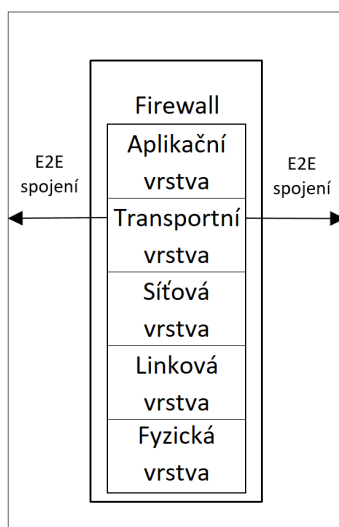 Firewall
Aplikační
vrstva
E2E
spojení
E2E
spojení
Transportní
vrstva
Síťová
vrstva
Linková
vrstva
Fyzická
vrstva